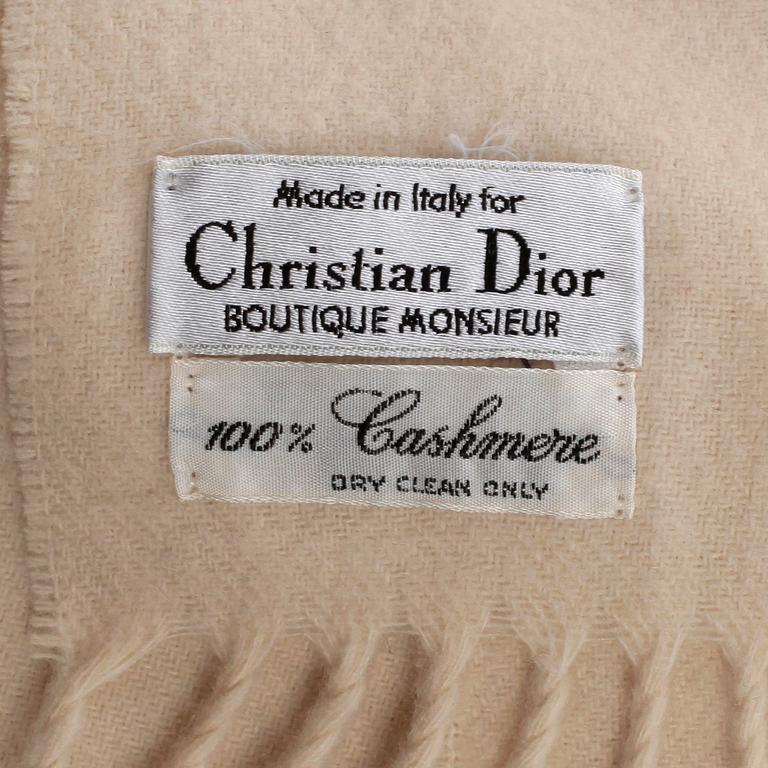 Made in Italy for
Christian Dior
BOUTIQUE MONSIEUR
100% Cashmere
DRY CLEAN ONLY